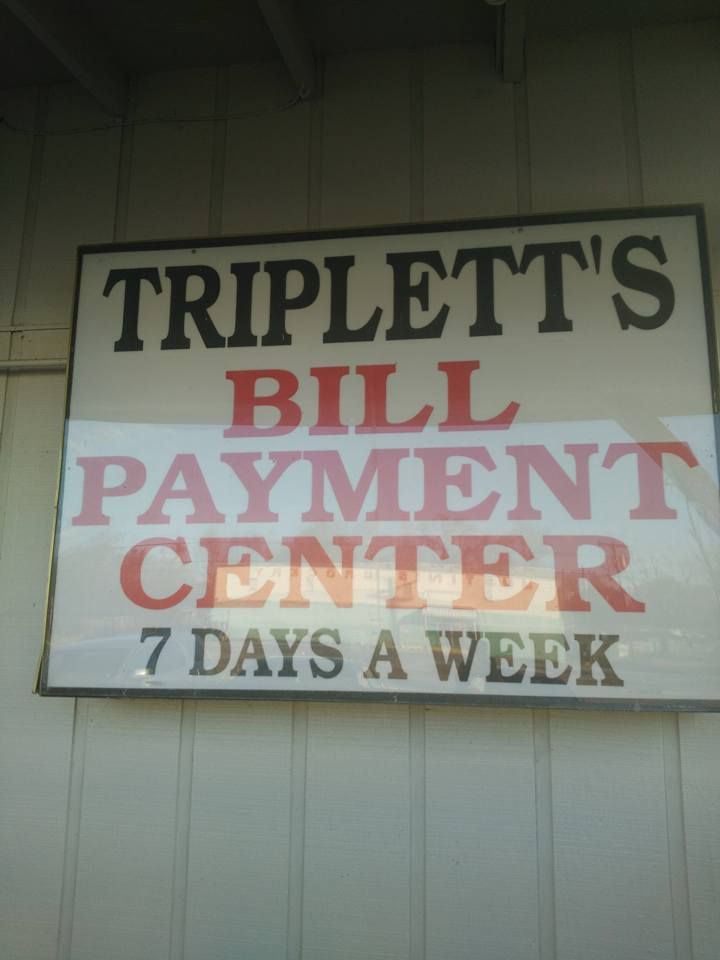 TRIPLETT'S
BILL
PAYMENT
CENTER
7 DAYS A WEEK